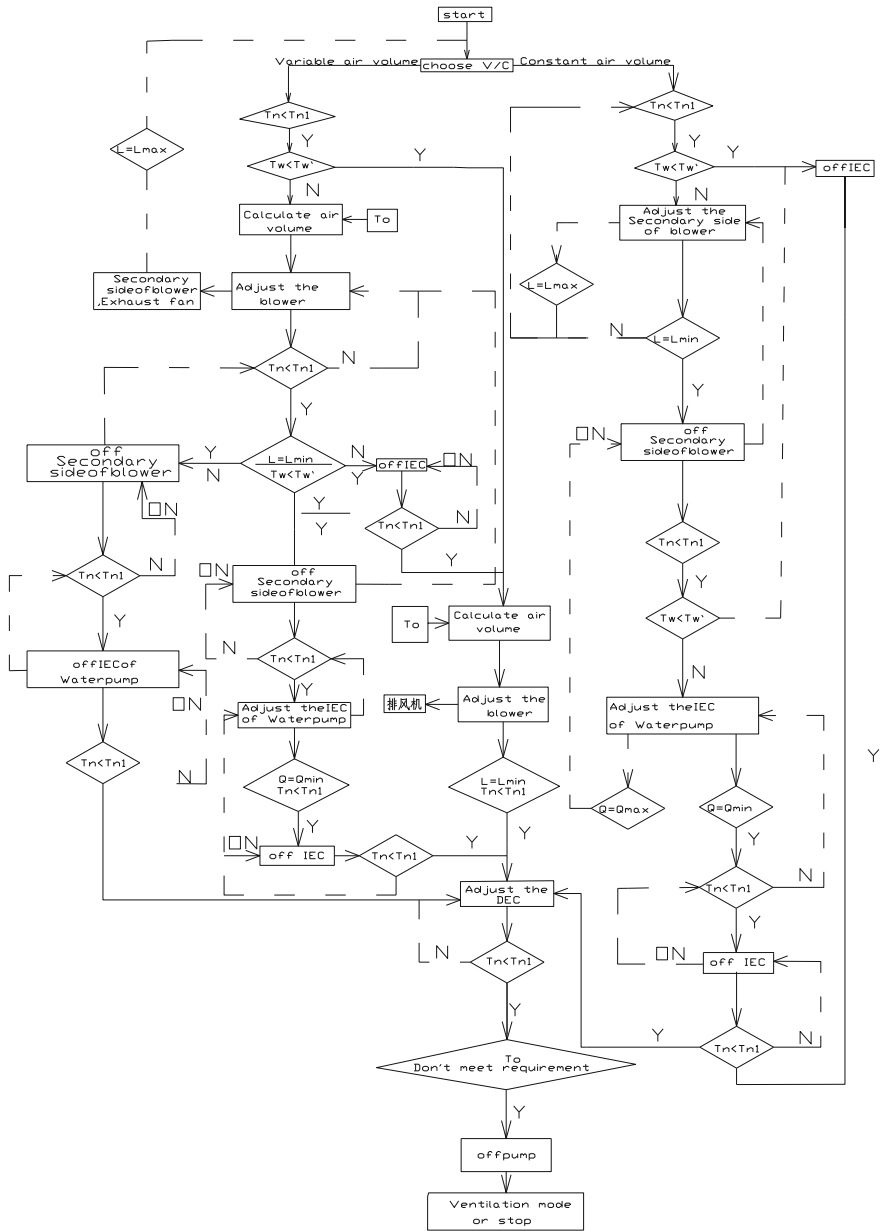 start
Variable air volume
choose V/C
Constant air volume
Tn<Tn1
Y
Tw<Tw'
Y
N
Calculate air
volume
To
L=Lmax
Secondary
sideofblower
,Exhaust fan
Adjust the
blower
Tn<Tn1
N
Y
L=Lmin
Tw<Tw'
Y
N
N
Y
Y
Y
offIEC
□N
Tn<Tn1
N
Y
off
Secondary
sideofblower
□N
Tn<Tn1
N
Y
offIECof
Waterpump
□N
N
Tn<Tn1
□N
off
Secondary
sideofblower
N
Tn<Tn1
Y
Adjust theIEC
of Waterpump
Q=Qmin
Tn<Tn1
Y
□N
off IEC
Tn<Tn1
Y
To
Calculate air
volume
排风机
Adjust the
blower
L=Lmin
Tn<Tn1
Y
Adjust the
DEC
N
Tn<Tn1
Y
To
Don't meet requirement
Y
offpump
Ventilation mode
or stop
Tn<Tn1
Y
Tw<Tw'
Y
offIEC
N
Adjust the
Secondary side
of blower
L=Lmax
N
L=Lmin
Y
□N
off
Secondary
sideofblower
Tn<Tn1
Y
Tw<Tw'
N
Adjust theIEC
of Waterpump
Q=Qmax
Q=Qmin
Y
Tn<Tn1
N
Y
□N
off IEC
Y
Tn<Tn1
N
Y